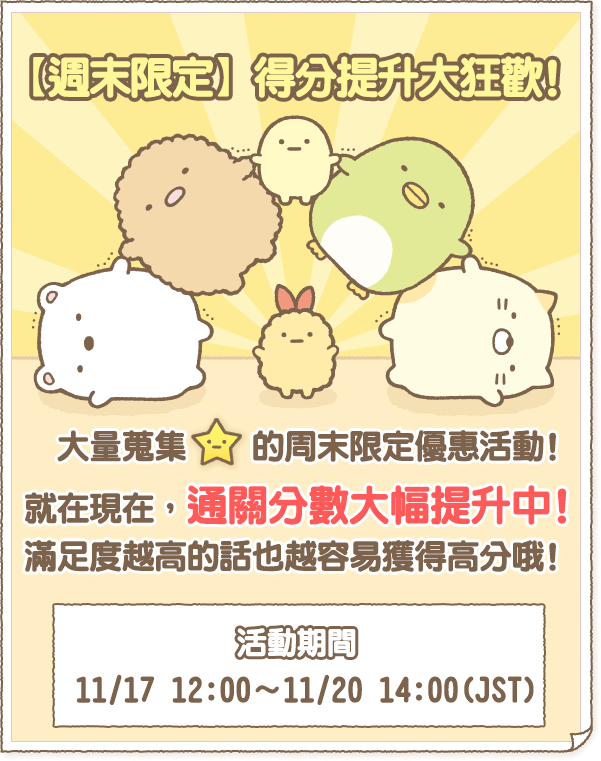 【週末限定】得分提升大狂歡!
大量蒐集 的周末限定優惠活動!
就在現在，通關分數大幅提升中!
滿足度越高的話也越容易獲得高分哦!
活動期間
11/17 12:00～11/20 14:00(JST)